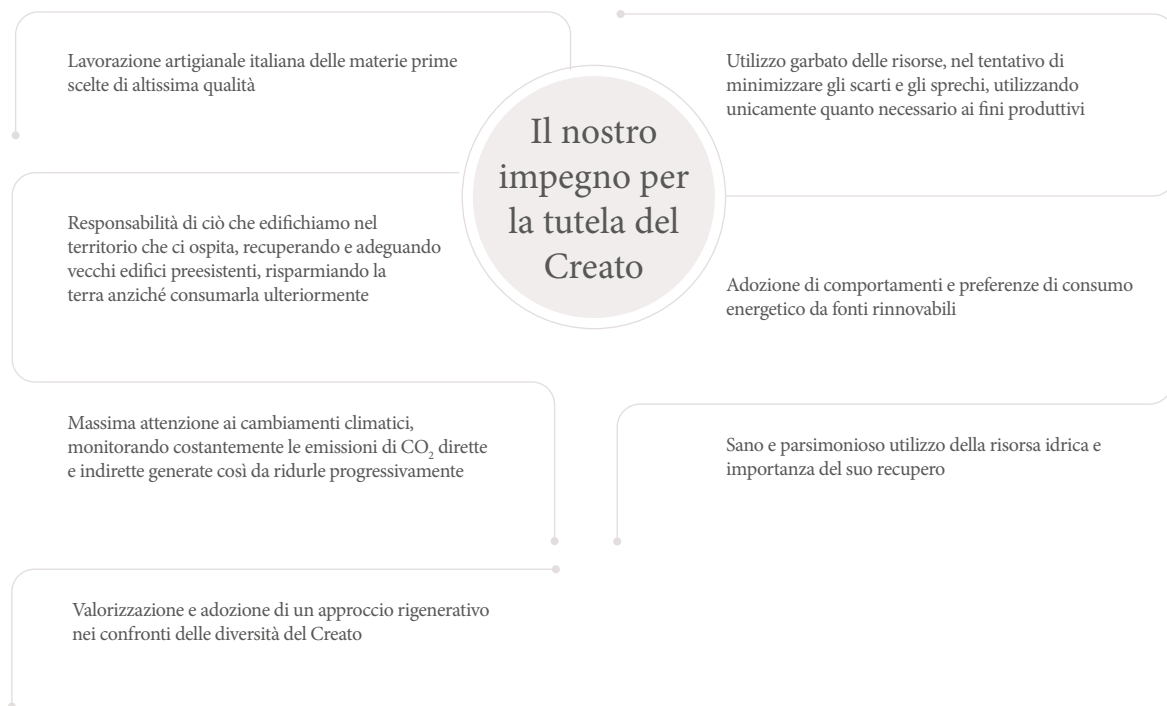 Il nostro
impegno per
la tutela del
Creato
Lavorazione artigianale italiana delle materie prime
scelte di altissima qualità
Responsabilità di ciò che edifichiamo nel
territorio che ci ospita, recuperando e adeguando
vecchi edifici preesistenti, risparmiando la
terra anziché consumarla ulteriormente
Massima attenzione ai cambiamenti climatici,
monitorando costantemente le emissioni di CO₂ dirette
e indirette generate così da ridurle progressivamente
Valorizzazione e adozione di un approccio rigenerativo
nei confronti delle diversità del Creato
Utilizzo garbato delle risorse, nel tentativo di
minimizzare gli scarti e gli sprechi, utilizzando
unicamente quanto necessario ai fini produttivi
Adozione di comportamenti e preferenze di consumo
energetico da fonti rinnovabili
Sano e parsimonioso utilizzo della risorsa idrica e
importanza del suo recupero